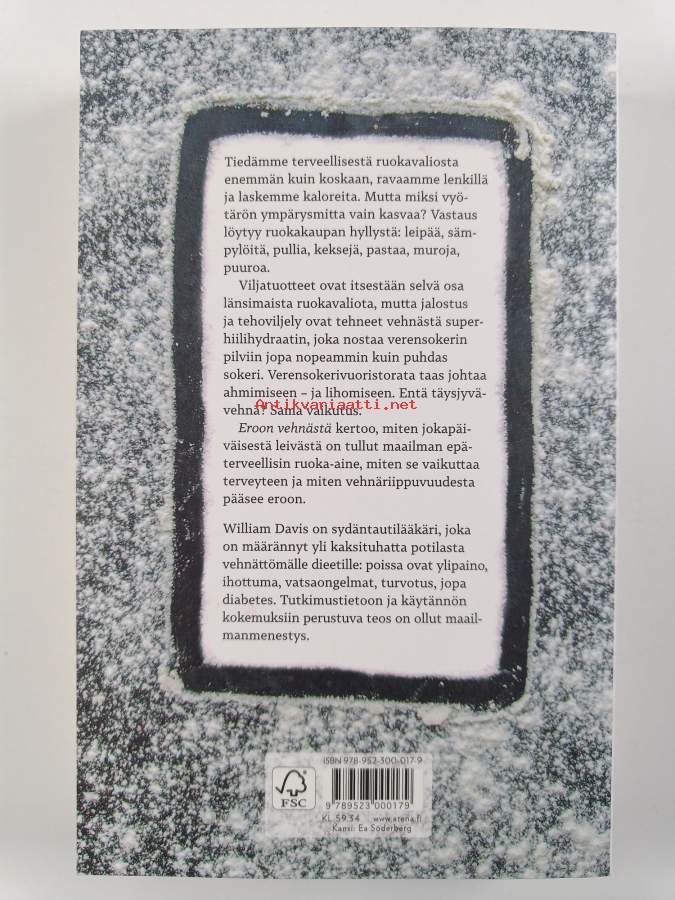 Tiedämme terveellisestä ruokavaliosta
enemmän kuin koskaan, ravaamme lenkillä
ja laskemme kaloreita. Mutta miksi vyö-
tärön ympärysmitta vain kasvaa? Vastaus
löytyy ruokakaupan hyllystä: leipää, säm-
pylöitä, pullia, keksejä, pastaa, muroja,
puuroa.
Viljatuotteet ovat itsestään selvä osa
länsimaista ruokavaliota, mutta jalostus
ja tehoviljely ovat tehneet vehnästä super-
hiilihydraatin, joka nostaa verensokerin
pilviin jopa nopeammin kuin puhdas
sokeri. Verensokerivuoristorata taas johtaa
ahmimiseen – ja lihomiseen. Entä täysjyvä-
Antikvariaatti.net
vehnä? Sama vaikutus.
Eroon vehnästä kertoo, miten jokapäi-
väisestä leivästä on tullut maailman epä-
terveellisin ruoka-aine, miten se vaikuttaa
terveyteen ja miten vehnäriippuvuudesta
pääsee eroon.
William Davis on sydäntautilääkäri, joka
on määrännyt yli kaksituhatta potilasta
vehnättömälle dieetille: poissa ovat ylipaino,
ihottuma, vatsaongelmat, turvotus, jopa
diabetes. Tutkimustietoon ja käytännön
kokemuksiin perustuva teos on ollut maail-
manmenestys.
ISBN 978-952-300-017-9
FSC
9 789523 000179
KL 59.34 www.atena.fi
Kansi: Ea Söderberg